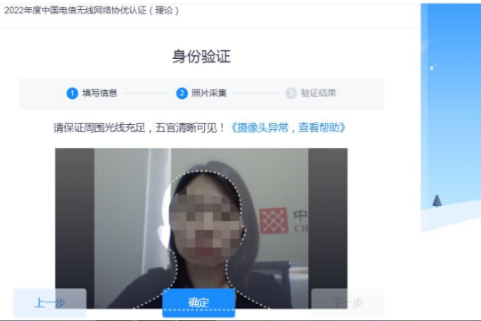 2022年度中国电信无线网络协优认证（理论）
身份验证
1 填写信息 2 照片采集 3 验证结果
请保证周围光线充足，五官清晰可见！《摄像头异常，查看帮助》
中
CH
上一步 确定 下一步